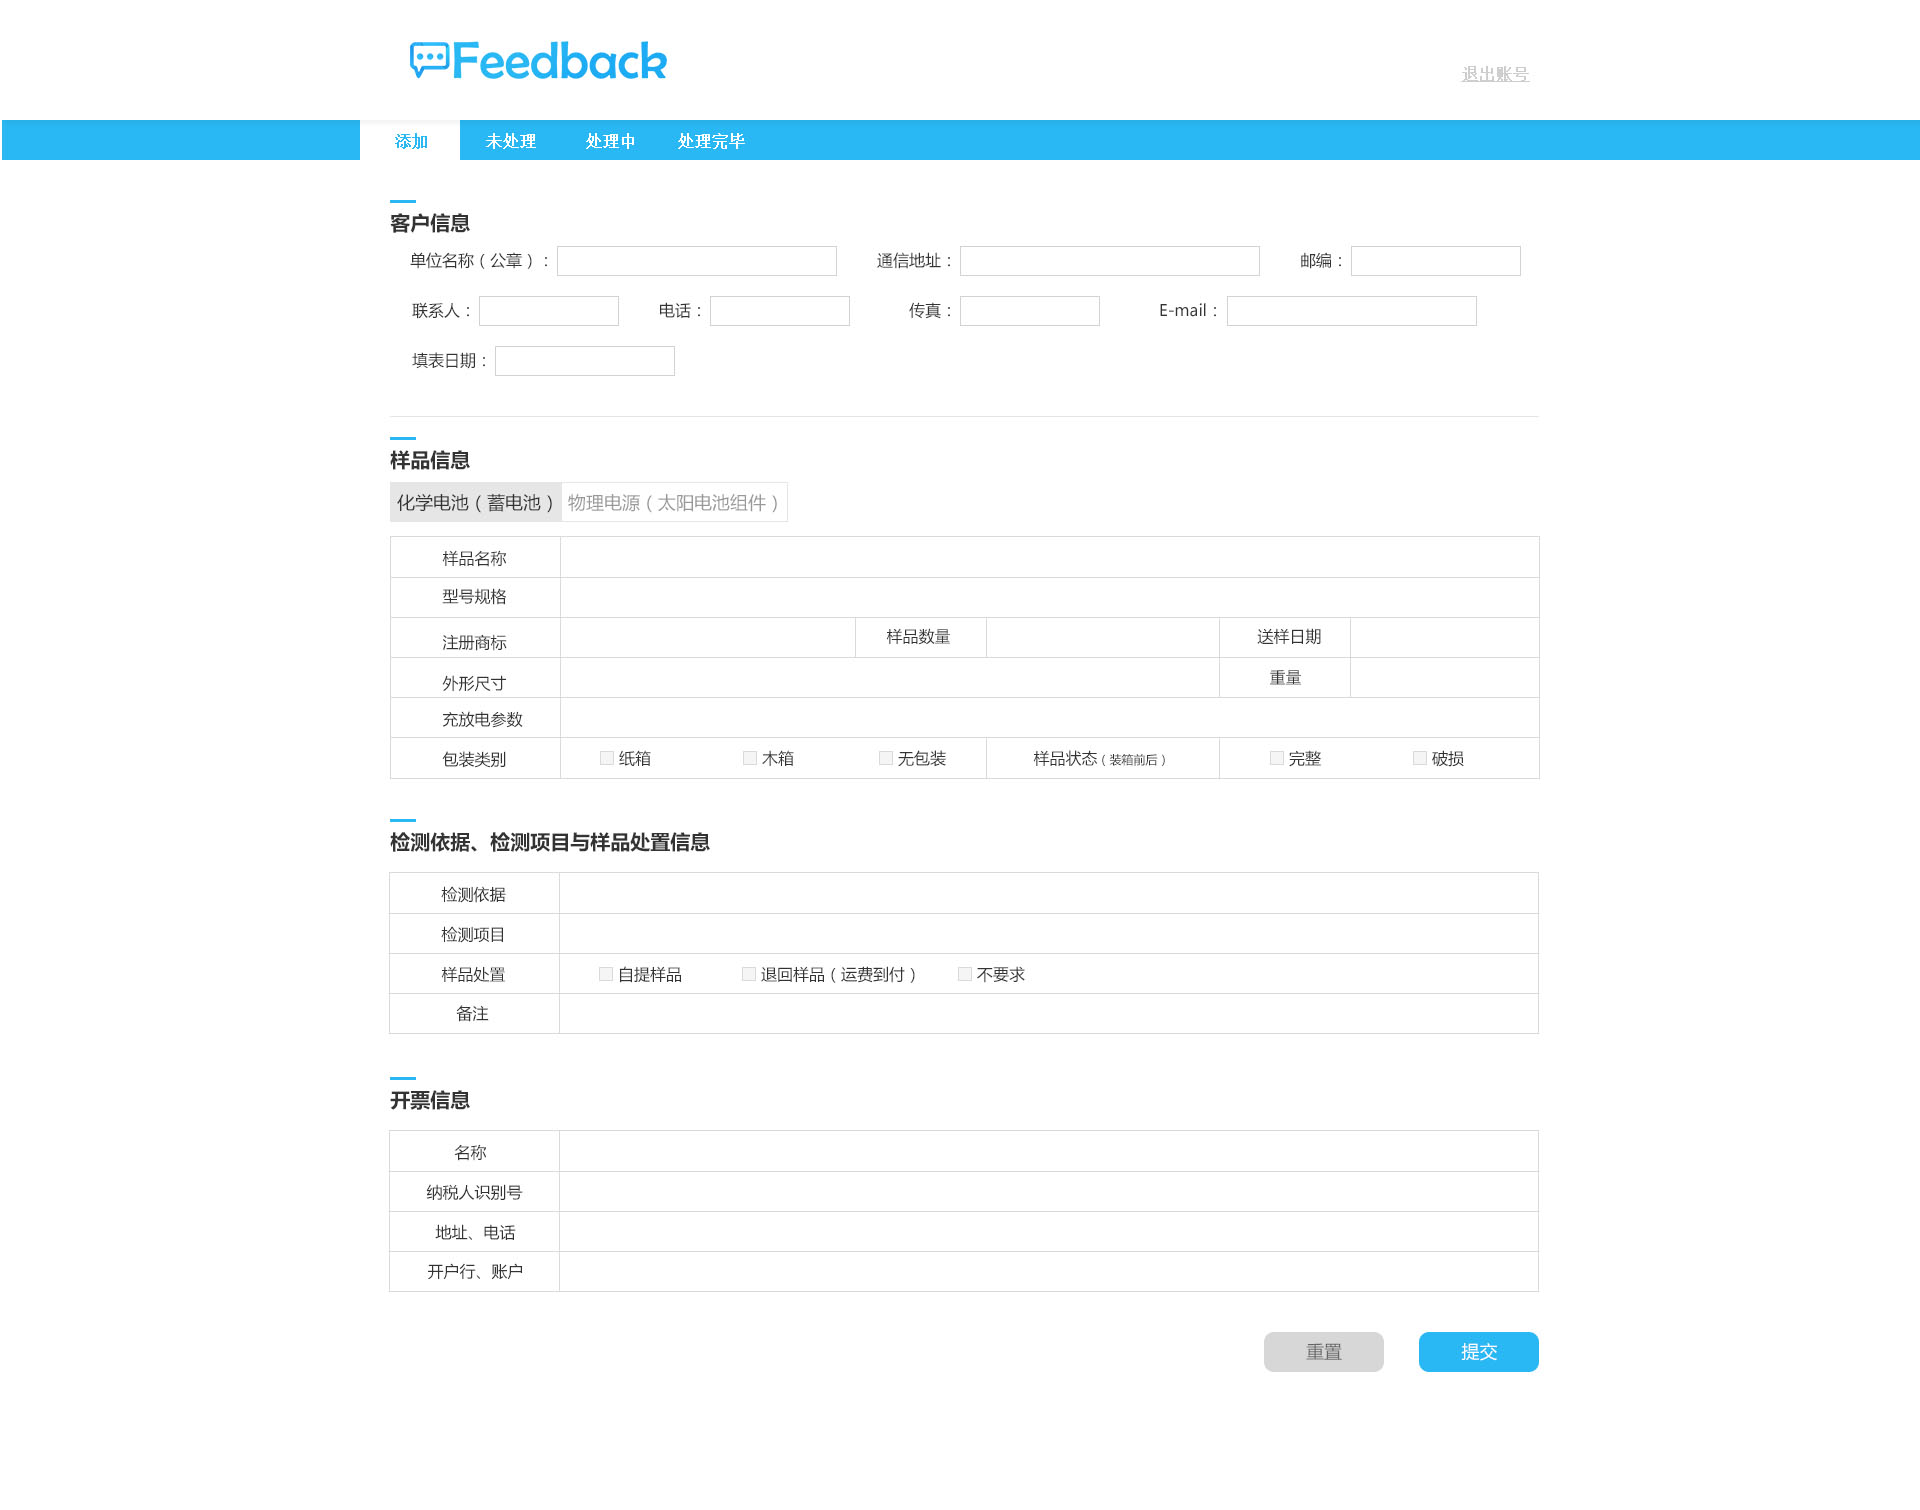 Feedback
退出账号
添加 未处理 处理中 处理完毕
客户信息
单位名称（公章）： 通信地址： 邮编：
联系人： 电话： 传真： E-mail：
填表日期：
样品信息
化学电池（蓄电池） 物理电源（太阳电池组件）
样品名称
型号规格
注册商标 样品数量 送样日期
外形尺寸 重量
充放电参数
包装类别 纸箱 木箱 无包装 样品状态（装箱前后） 完整 破损
检测依据、检测项目与样品处置信息
检测依据
检测项目
样品处置 自提样品 退回样品（运费到付） 不要求
备注
开票信息
名称
纳税人识别号
地址、电话
开户行、账户
重置 提交